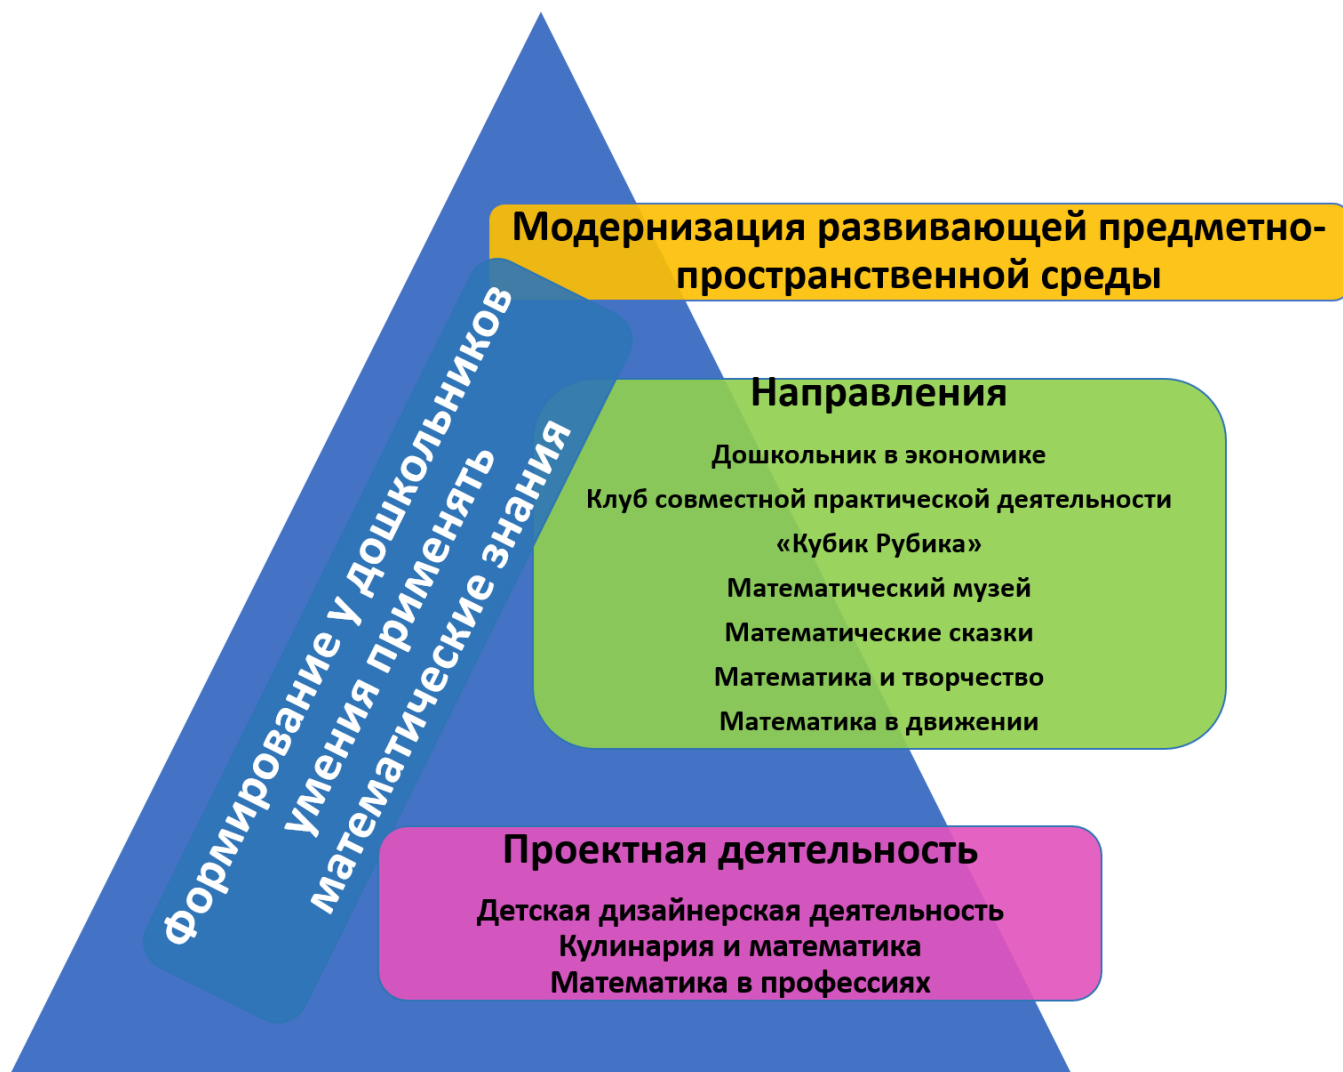 Модернизация развивающей предметно-
пространственной среды
Формирование у дошкольников
умения применять
математические знания
Направления
Дошкольник в экономике
Клуб совместной практической деятельности
«Кубик Рубика»
Математический музей
Математические сказки
Математика и творчество
Математика в движении
Проектная деятельность
Детская дизайнерская деятельность
Кулинария и математика
Математика в профессиях